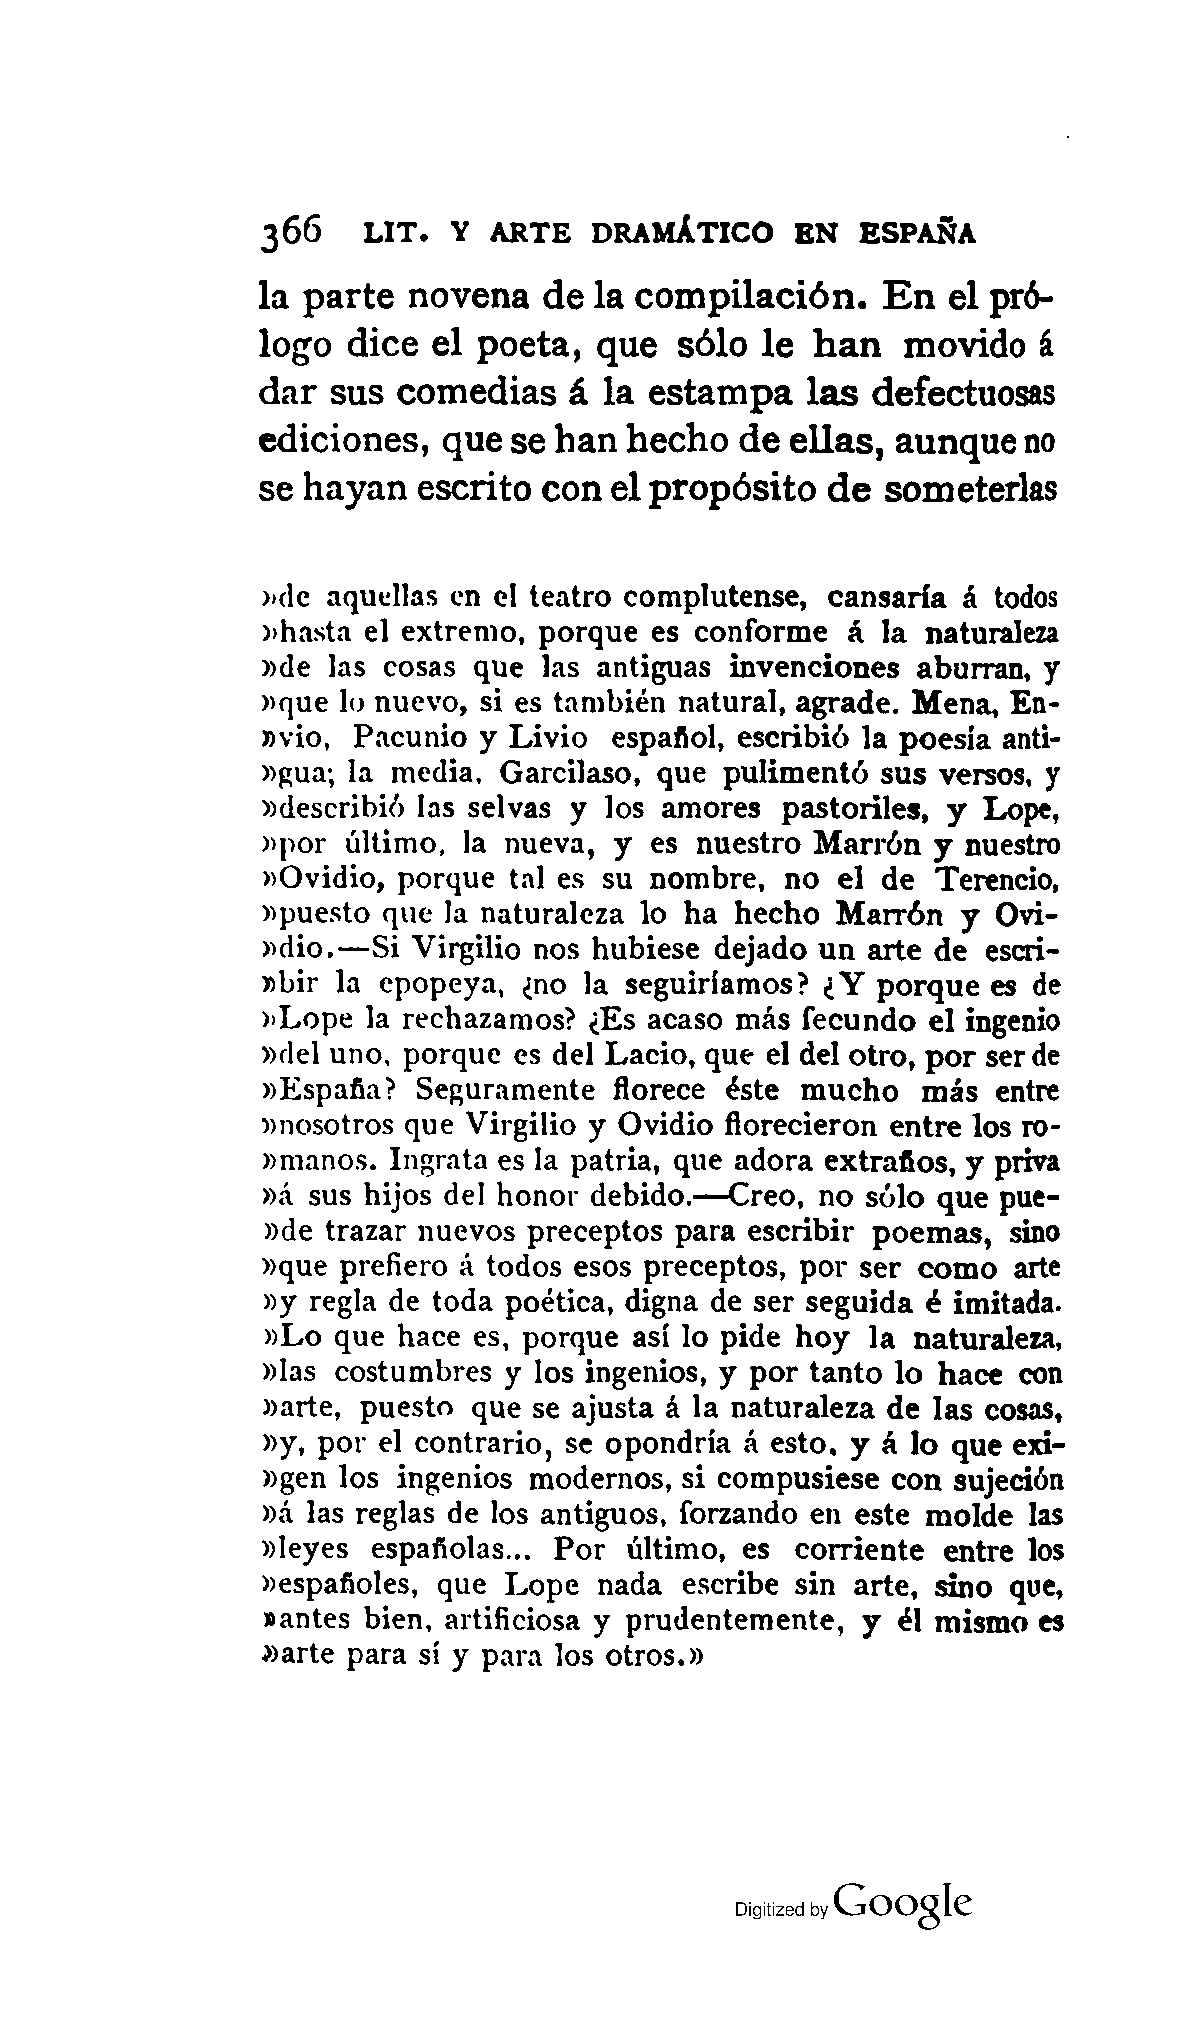 366 LIT. Y ARTE DRAMÁTICO EN ESPAÑA
la parte novena de la compilación. En el pró-
logo dice el poeta, que sólo le han movido á
dar sus comedias á la estampa las defectuosas
ediciones, que se han hecho de ellas, aunque no
se hayan escrito con el propósito de someterlas
»de aquellas en el teatro complutense, cansaría á todos
»hasta el extremo, porque es conforme á la naturaleza
»de las cosas que las antiguas invenciones aburran, y
»que lo nuevo, si es también natural, agrade. Mena, En-
»vio, Pacunio y Livio español, escribió la poesía anti-
»gua; la media, Garcilaso, que pulimentó sus versos, y
»describió las selvas y los amores pastoriles, y Lope,
»por último, la nueva, y es nuestro Marrón y nuestro
»Ovidio, porque tal es su nombre, no el de Terencio,
»puesto que la naturaleza lo ha hecho Marrón y Ovi-
»dio.—Si Virgilio nos hubiese dejado un arte de escri-
»bir la epopeya, ¿no la seguiríamos? ¿Y porque es de
»Lope la rechazamos? ¿Es acaso más fecundo el ingenio
»del uno, porque es del Lacio, que el del otro, por ser de
»España? Seguramente florece éste mucho más entre
»nosotros que Virgilio y Ovidio florecieron entre los ro-
»manos. Ingrata es la patria, que adora extraños, y priva
»á sus hijos del honor debido.—Creo, no sólo que pue-
»de trazar nuevos preceptos para escribir poemas, sino
»que prefiero á todos esos preceptos, por ser como arte
»y regla de toda poética, digna de ser seguida é imitada.
»Lo que hace es, porque así lo pide hoy la naturaleza,
»las costumbres y los ingenios, y por tanto lo hace con
»arte, puesto que se ajusta á la naturaleza de las cosas,
»y, por el contrario, se opondría á esto, y á lo que exi-
»gen los ingenios modernos, si compusiese con sujeción
»á las reglas de los antiguos, forzando en este molde las
»leyes españolas... Por último, es corriente entre los
»españoles, que Lope nada escribe sin arte, sino que,
»antes bien, artificiosa y prudentemente, y él mismo es
»arte para sí y para los otros.»
Digitized by Google